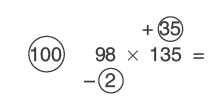 + 35
100 98 × 135 =
− 2